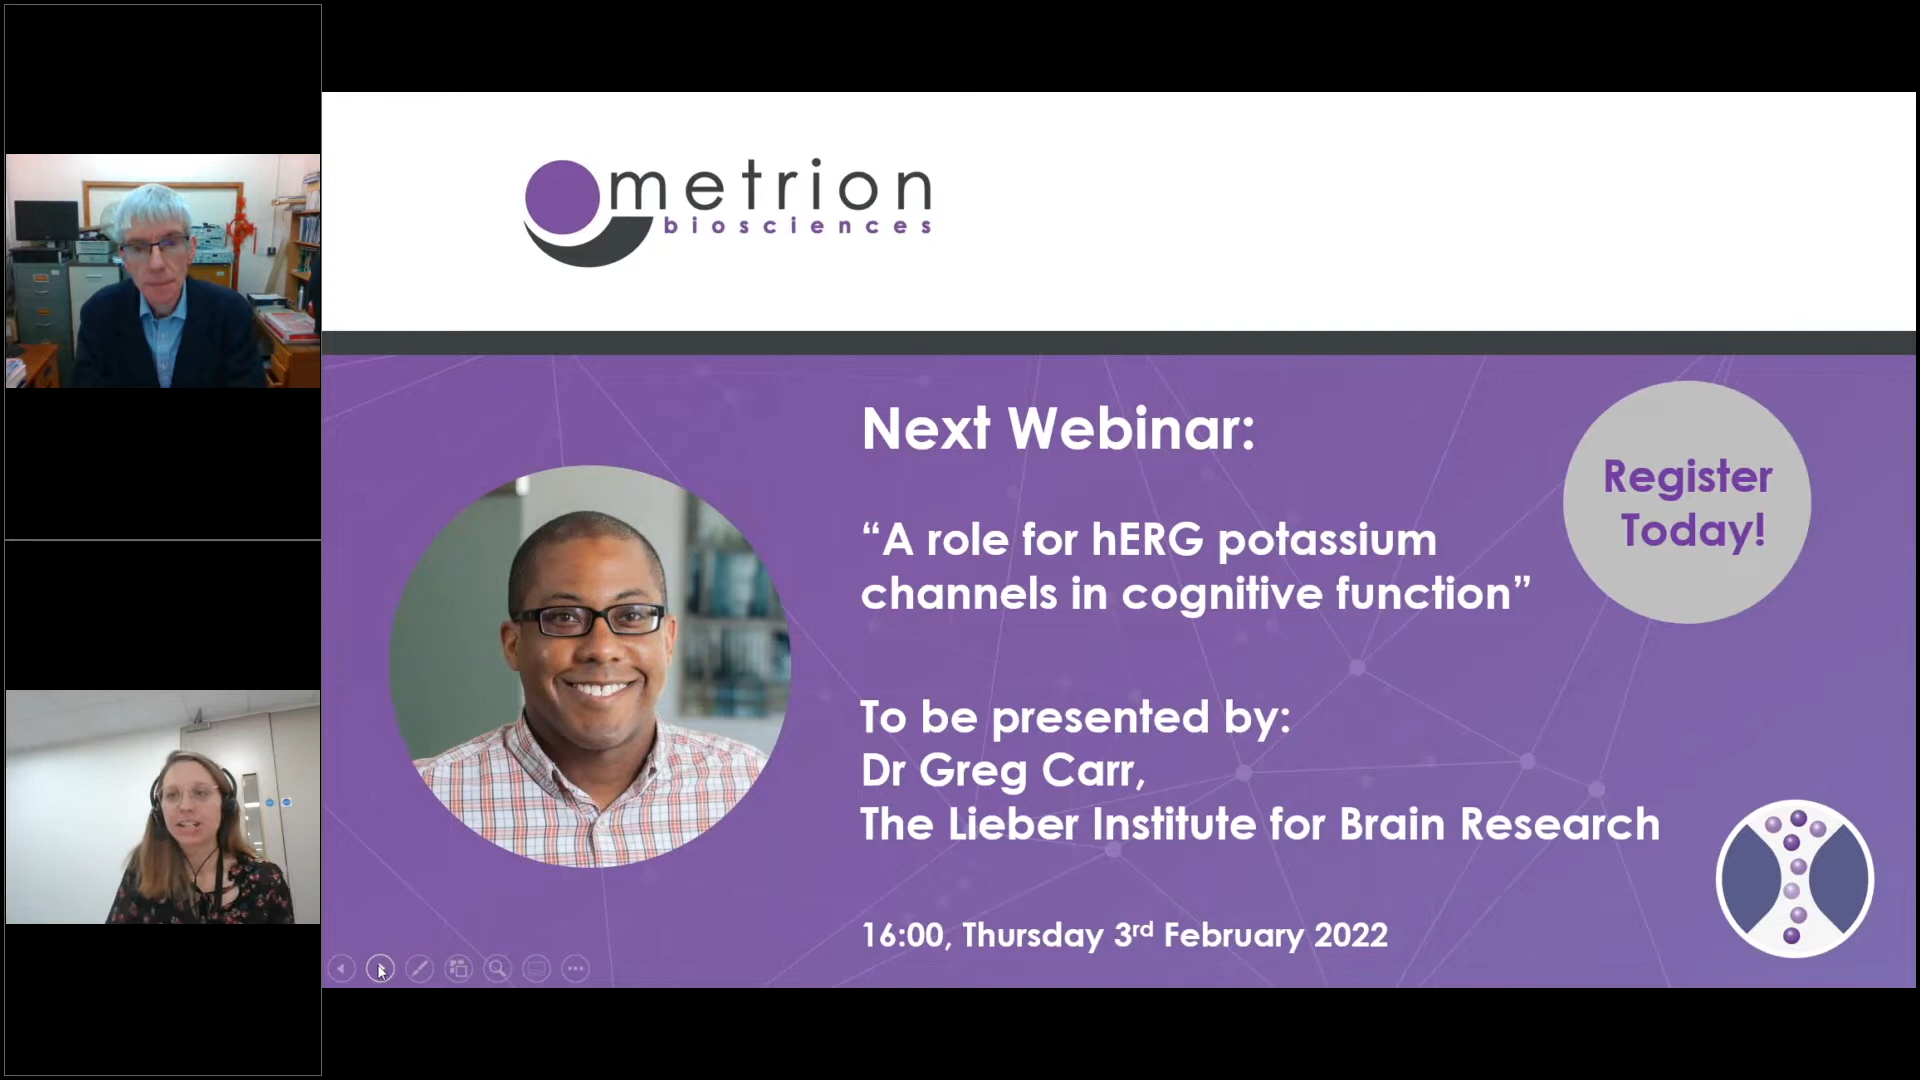 metrion
biosciences
Next Webinar:
Register
Today!
“A role for hERG potassium
channels in cognitive function”
To be presented by:
Dr Greg Carr,
The Lieber Institute for Brain Research
16:00, Thursday 3rd February 2022